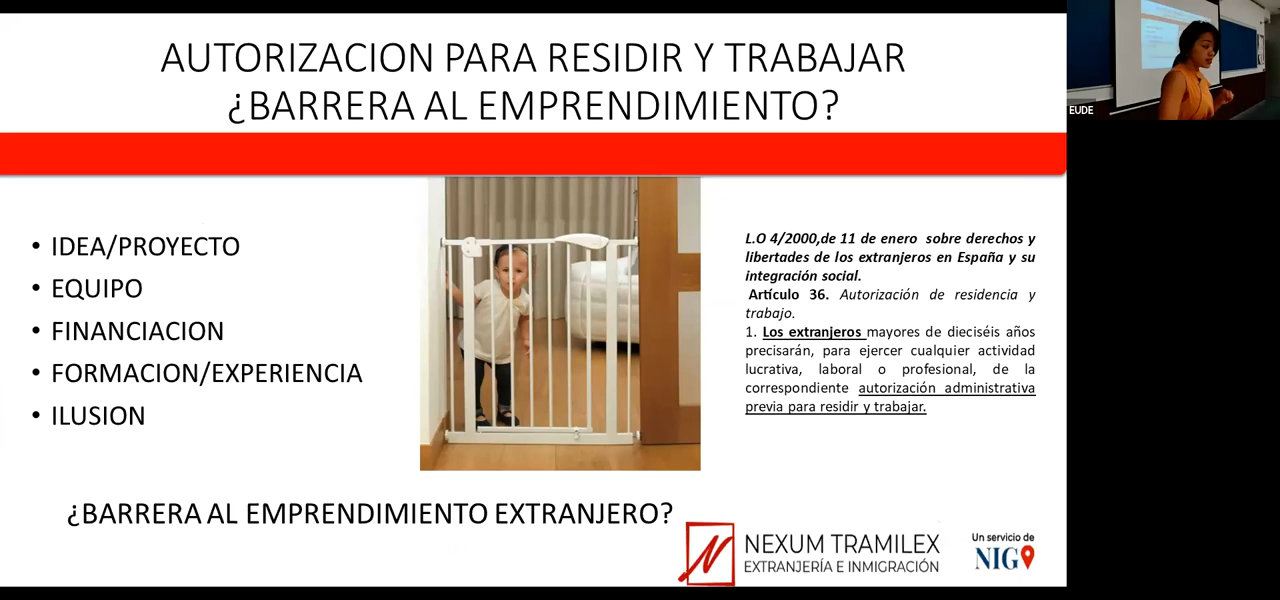 AUTORIZACION PARA RESIDIR Y TRABAJAR
¿BARRERA AL EMPRENDIMIENTO?
EUDE
• IDEA/PROYECTO
• EQUIPO
• FINANCIACION
• FORMACION/EXPERIENCIA
• ILUSION
L.O 4/2000,de 11 de enero sobre derechos y
libertades de los extranjeros en España y su
integración social.
Artículo 36. Autorización de residencia y
trabajo.
1. Los extranjeros mayores de dieciséis años
precisarán, para ejercer cualquier actividad
lucrativa, laboral o profesional, de la
correspondiente autorización administrativa
previa para residir y trabajar.
¿BARRERA AL EMPRENDIMIENTO EXTRANJERO?
N
NEXUM TRAMILEX
EXTRANJERÍA E INMIGRACIÓN
Un servicio de
NIG